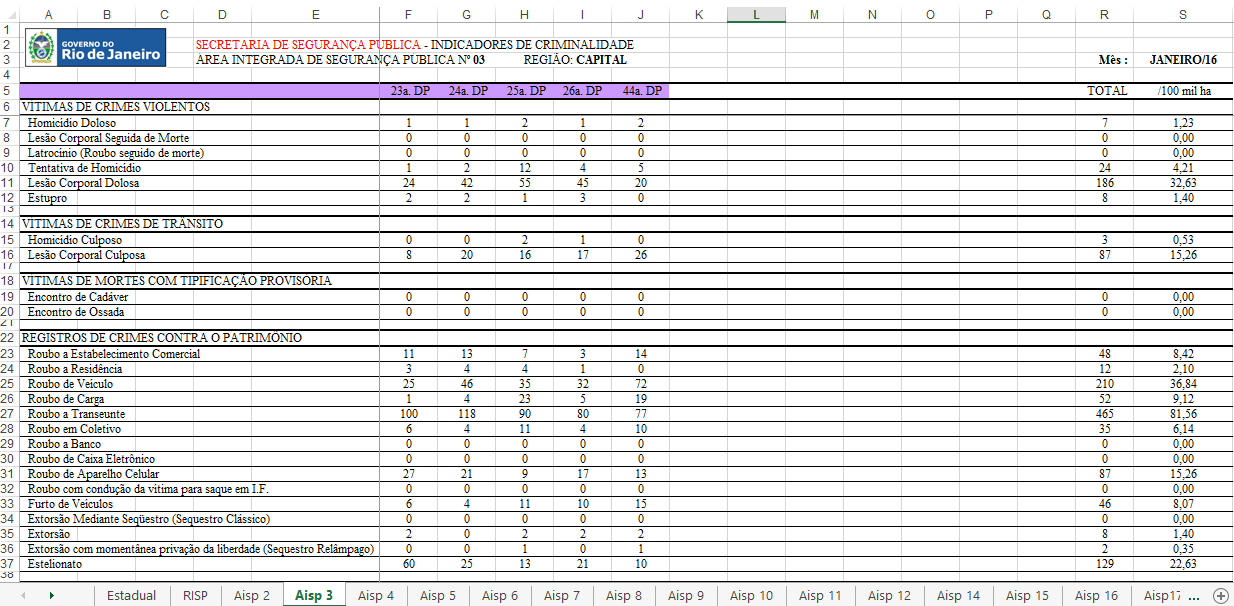 A B C D E F G H I J K L M N O P Q R S
1
2 GOVERNO DO SECRETARIA DE SEGURANÇA PÚBLICA - INDICADORES DE CRIMINALIDADE
3 Rio de Janeiro ÁREA INTEGRADA DE SEGURANÇA PÚBLICA Nº 03 REGIÃO: CAPITAL Mês : JANEIRO/16
4
5 23a. DP 24a. DP 25a. DP 26a. DP 44a. DP TOTAL /100 mil ha
6 VÍTIMAS DE CRIMES VIOLENTOS
7 Homicídio Doloso 1 1 2 1 2 7 1,23
8 Lesão Corporal Seguida de Morte 0 0 0 0 0 0 0,00
9 Latrocínio (Roubo seguido de morte) 0 0 0 0 0 0 0,00
10 Tentativa de Homicídio 1 2 12 4 5 24 4,21
11 Lesão Corporal Dolosa 24 42 55 45 20 186 32,63
12 Estupro 2 2 1 3 0 8 1,40
13
14 VÍTIMAS DE CRIMES DE TRÂNSITO
15 Homicídio Culposo 0 0 2 1 0 3 0,53
16 Lesão Corporal Culposa 8 20 16 17 26 87 15,26
17
18 VÍTIMAS DE MORTES COM TIPIFICAÇÃO PROVISÓRIA
19 Encontro de Cadáver 0 0 0 0 0 0 0,00
20 Encontro de Ossada 0 0 0 0 0 0 0,00
21
22 REGISTROS DE CRIMES CONTRA O PATRIMÔNIO
23 Roubo a Estabelecimento Comercial 11 13 7 3 14 48 8,42
24 Roubo a Residência 3 4 4 1 0 12 2,10
25 Roubo de Veículo 25 46 35 32 72 210 36,84
26 Roubo de Carga 1 4 23 5 19 52 9,12
27 Roubo a Transeunte 100 118 90 80 77 465 81,56
28 Roubo em Coletivo 6 4 11 4 10 35 6,14
29 Roubo a Banco 0 0 0 0 0 0 0,00
30 Roubo de Caixa Eletrônico 0 0 0 0 0 0 0,00
31 Roubo de Aparelho Celular 27 21 9 17 13 87 15,26
32 Roubo com condução da vítima para saque em I.F. 0 0 0 0 0 0 0,00
33 Furto de Veículos 6 4 11 10 15 46 8,07
34 Extorsão Mediante Seqüestro (Sequestro Clássico) 0 0 0 0 0 0 0,00
35 Extorsão 2 0 2 2 2 8 1,40
36 Extorsão com momentânea privação da liberdade (Sequestro Relâmpago) 0 0 1 0 1 2 0,35
37 Estelionato 60 25 13 21 10 129 22,63
38
Estadual RISP Aisp 2 Aisp 3 Aisp 4 Aisp 5 Aisp 6 Aisp 7 Aisp 8 Aisp 9 Aisp 10 Aisp 11 Aisp 12 Aisp 14 Aisp 15 Aisp 16 Aisp17 ...